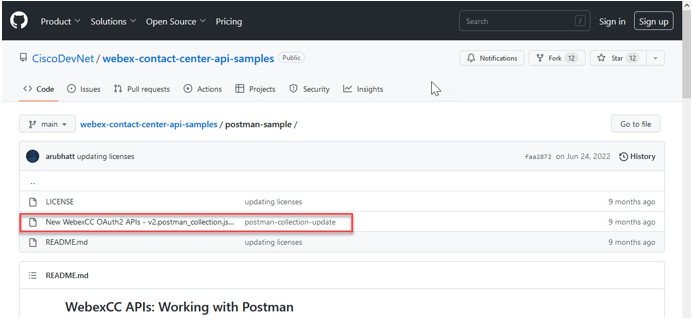 Product Solutions Open Source Pricing Search / Sign in Sign up
CiscoDevNet / webex-contact-center-api-samples Public Notifications Fork 12 Star 12
Code Issues Pull requests Actions Projects Security Insights
main webex-contact-center-api-samples / postman-sample / Go to file
arubhatt updating licenses faa2872 on Jun 24, 2022 History
..
LICENSE updating licenses 9 months ago
New WebexCC OAuth2 APIs - v2.postman_collection.js... postman-collection-update 9 months ago
README.md updating licenses 9 months ago
README.md
WebexCC APIs: Working with Postman